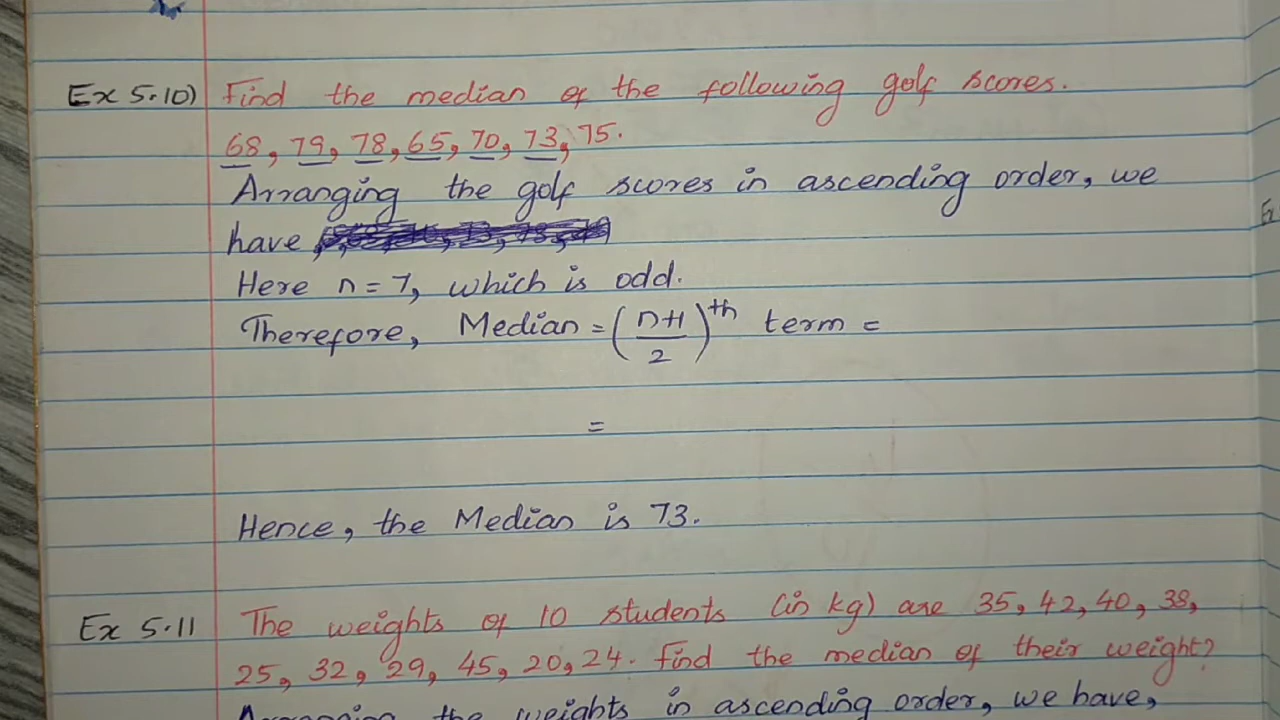 Ex 5.10) Find the median of the following golf scores.
68, 79, 78, 65, 70, 73, 75.
Arranging the golf scores in ascending order, we
have
Here n = 7, which is odd.
Therefore, Median = (n+1/2)th term =
=
Hence, the Median is 73.
Ex 5.11 The weights of 10 students (in kg) are 35, 42, 40, 38,
25, 32, 29, 45, 20, 24. Find the median of their weight?
Arranging the weights in ascending order, we have,
Ex